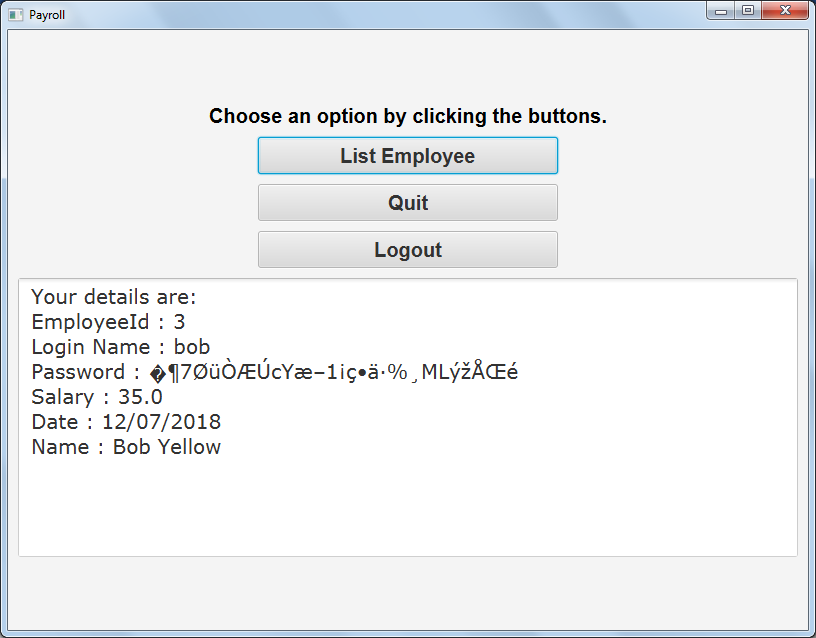 Payroll
Choose an option by clicking the buttons.
List Employee
Quit
Logout
Your details are:
EmployeeId : 3
Login Name : bob
Password : �¶7ØüÒÆÚcYæ–1iç•ä·%¸MLýžÅŒé
Salary : 35.0
Date : 12/07/2018
Name : Bob Yellow